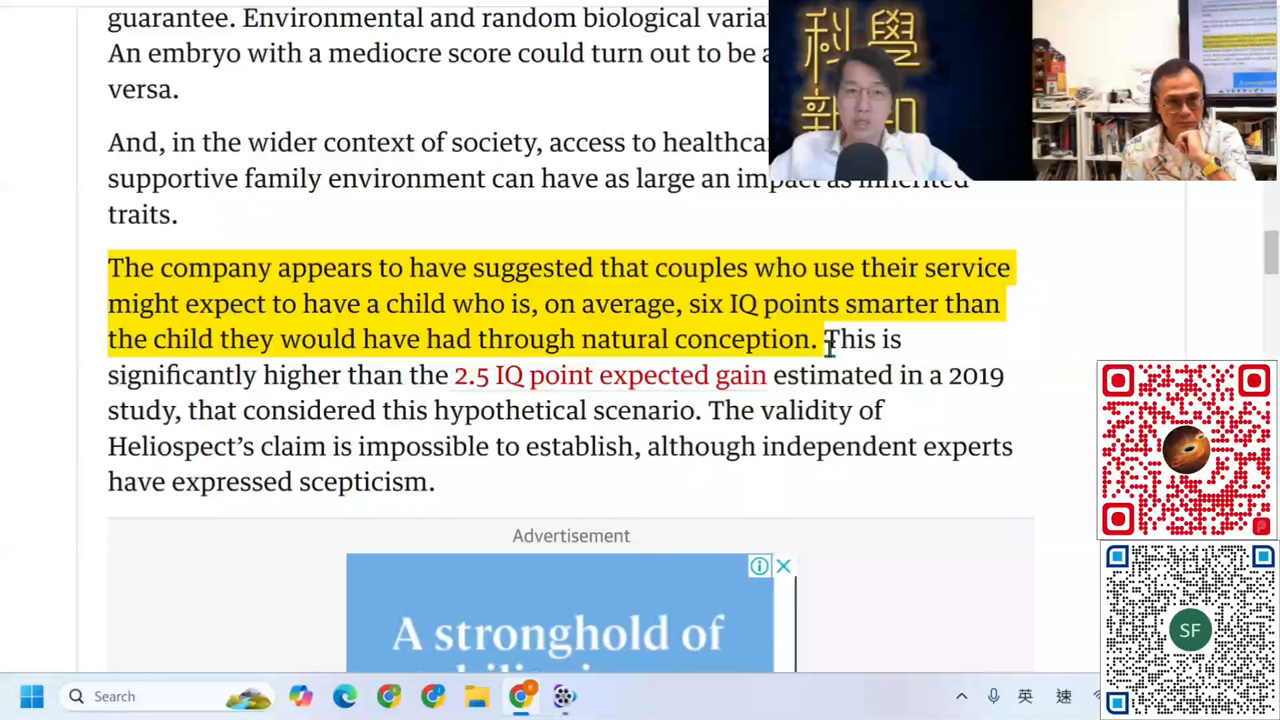 guarantee. Environmental and random biological
An embryo with a mediocre score could turn out to be
versa.
科學
新知
And, in the wider context of society, access to
supportive family environment can have as large an impact as inherited
traits.
The company appears to have suggested that couples who use their service
might expect to have a child who is, on average, six IQ points smarter than
the child they would have had through natural conception. This is
significantly higher than the 2.5 IQ point expected gain estimated in a 2019
study, that considered this hypothetical scenario. The validity of
Heliospect’s claim is impossible to establish, although independent experts
have expressed scepticism.
Advertisement
A stronghold of
SF
Search
英
速